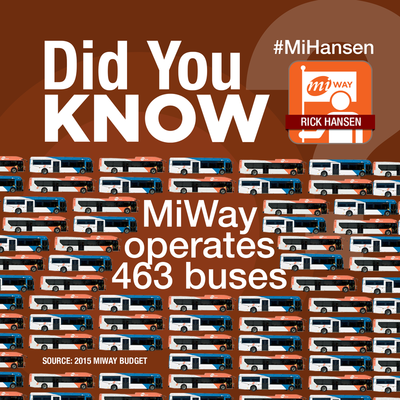 Did You
KNOW
#MiHansen
mi WAY
RICK HANSEN
MiWay
operates
463 buses
SOURCE: 2015 MIWAY BUDGET